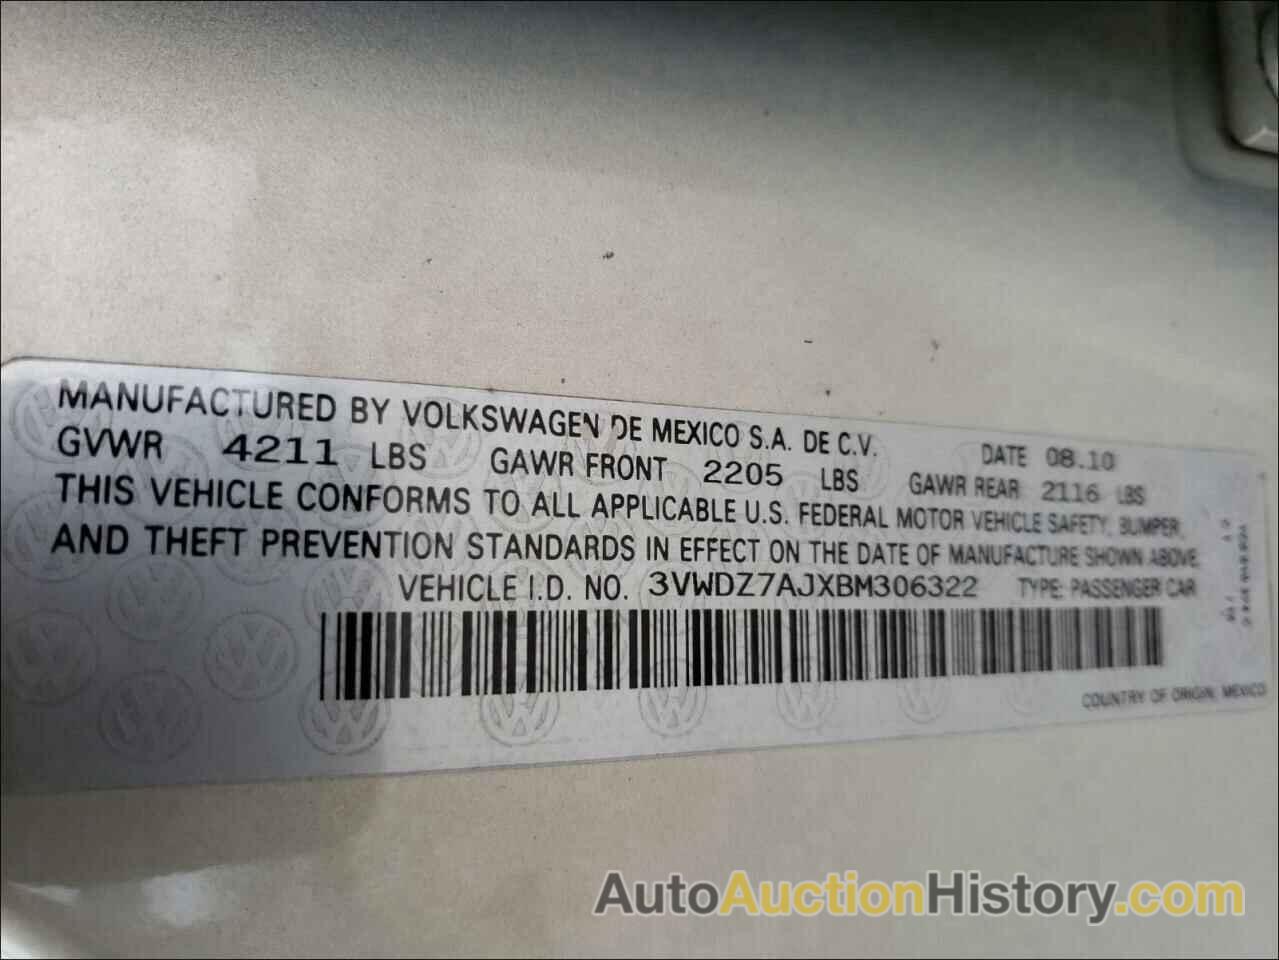 MANUFACTURED BY VOLKSWAGEN DE MEXICO S.A. DE C.V.
DATE 08.10
GVWR 4211 LBS GAWR FRONT 2205 LBS GAWR REAR 2116 LBS
THIS VEHICLE CONFORMS TO ALL APPLICABLE U.S. FEDERAL MOTOR VEHICLE SAFETY, BUMPER,
AND THEFT PREVENTION STANDARDS IN EFFECT ON THE DATE OF MANUFACTURE SHOWN ABOVE
VEHICLE I.D. NO. 3VWDZ7AJXBM306322 TYPE: PASSENGER CAR
COUNTRY OF ORIGIN: MEXICO
AutoAuctionHistory.com